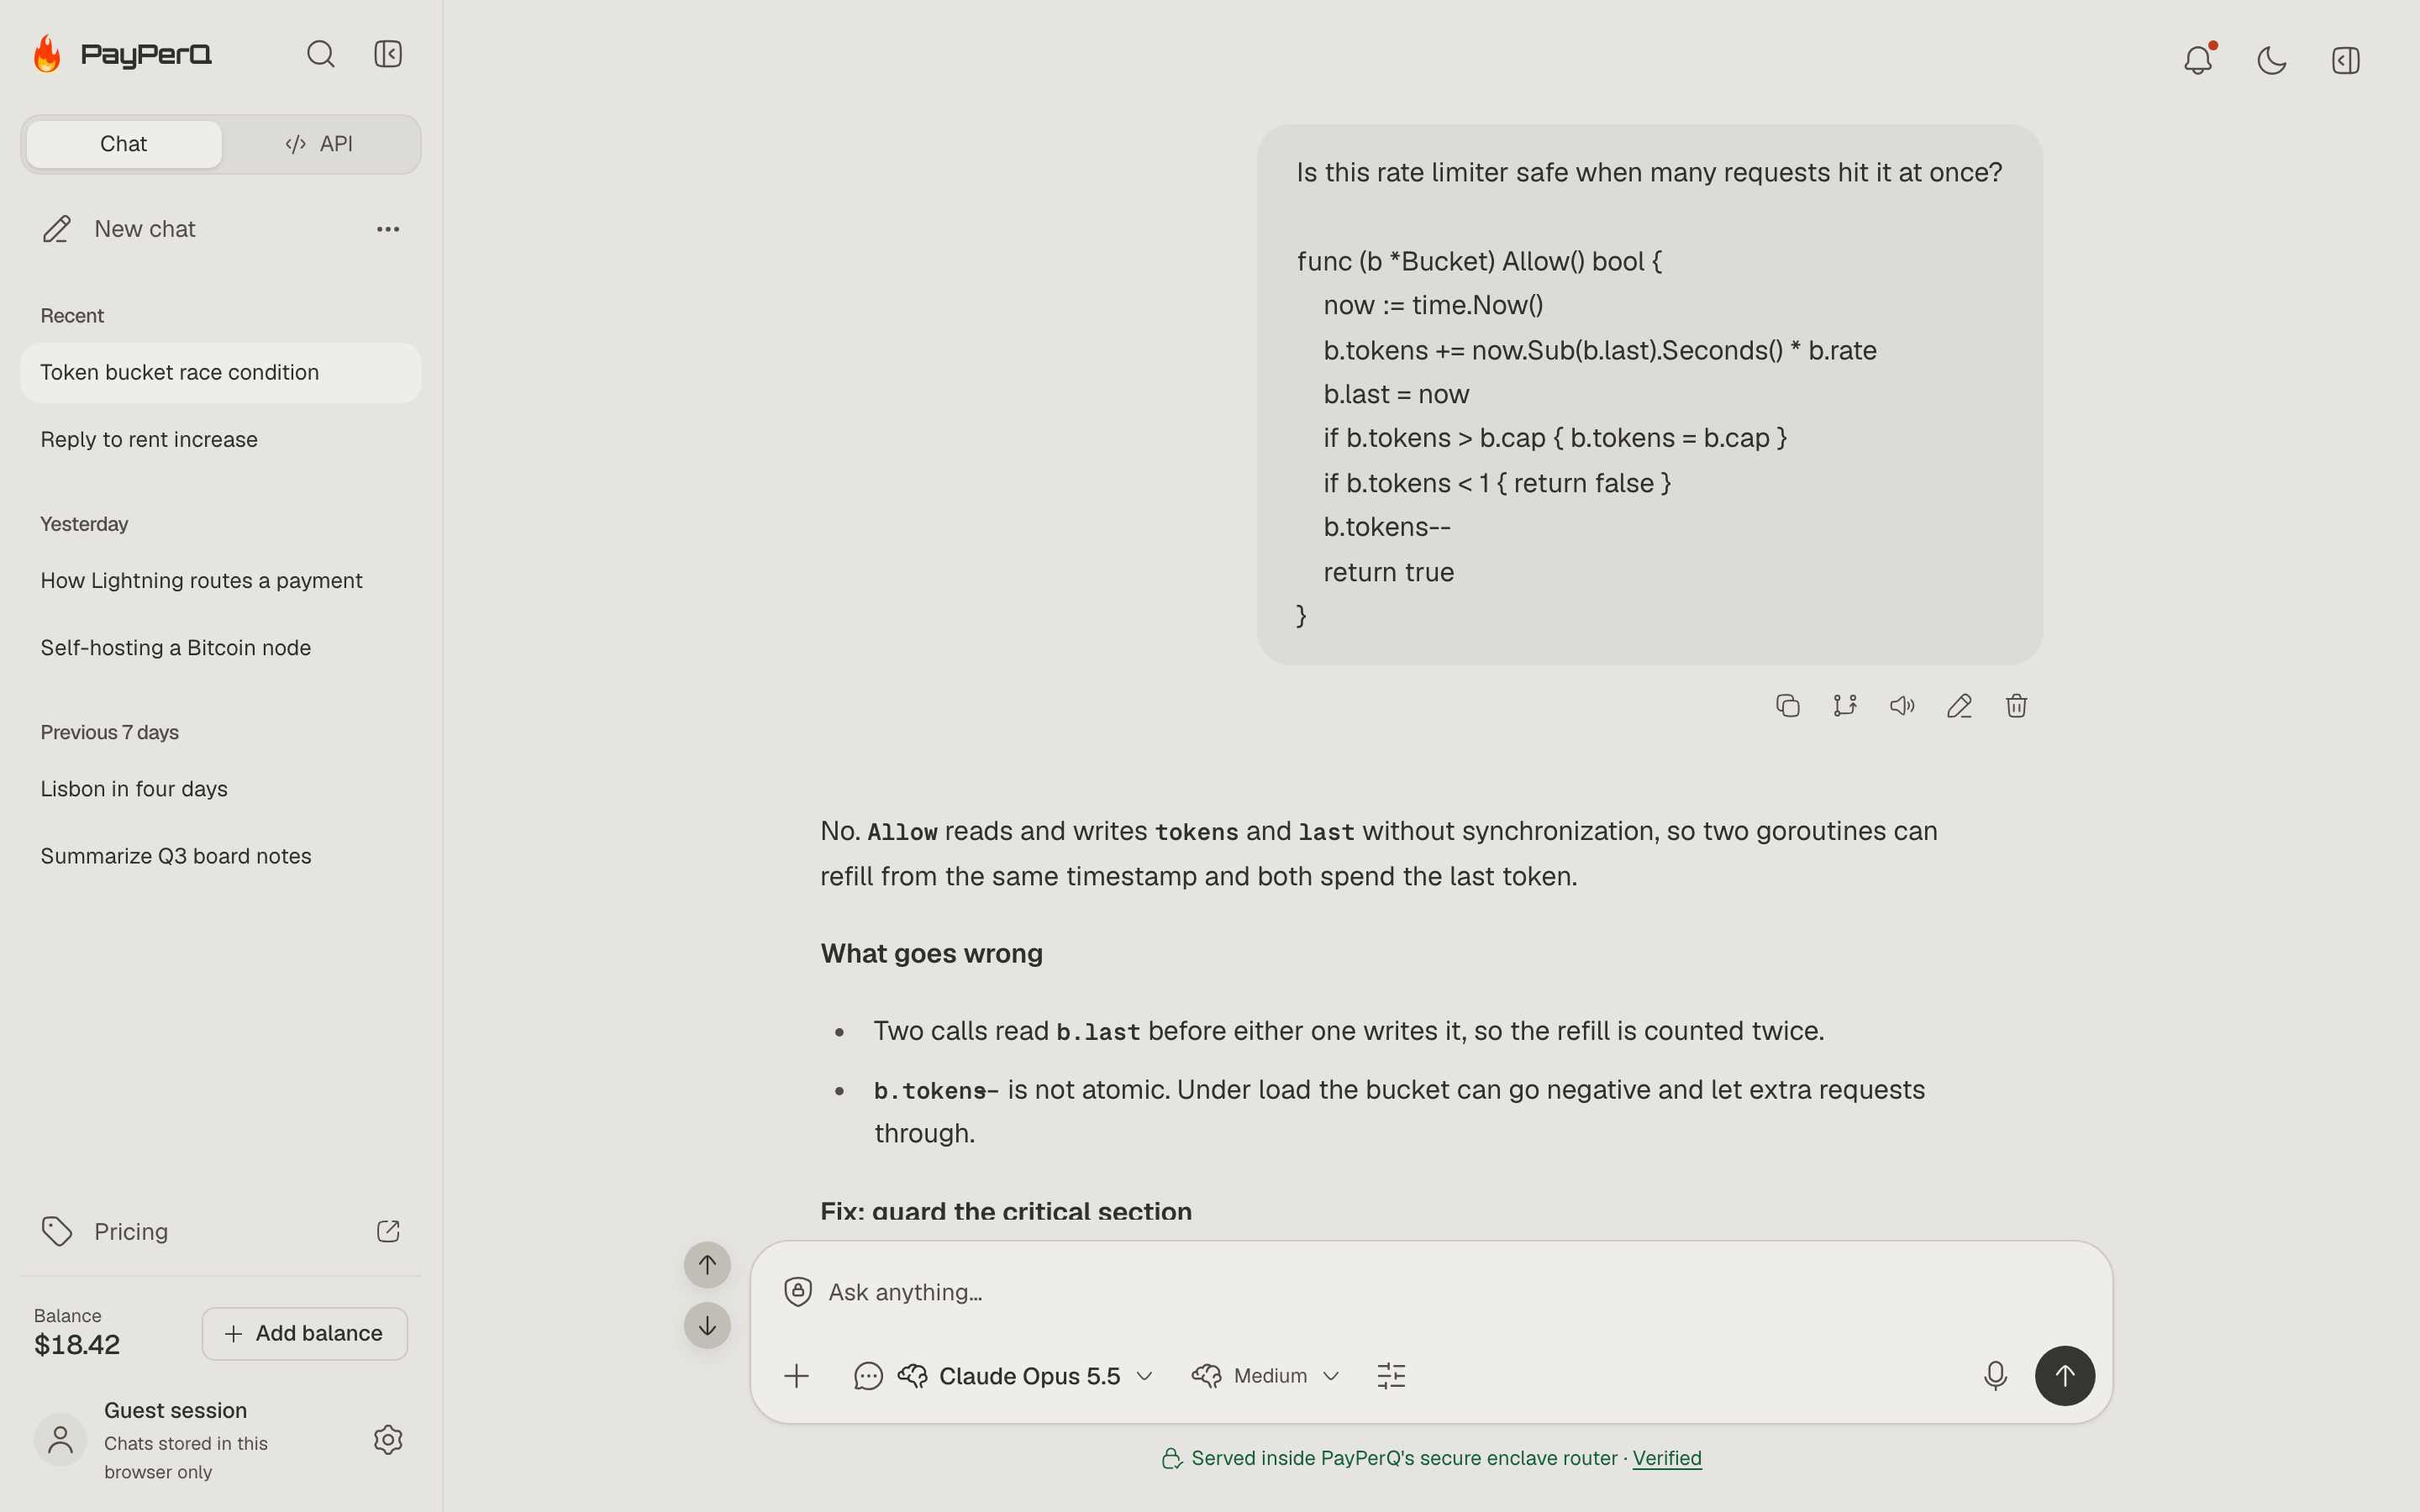 PayPerQ
Chat
API
New chat
Recent
Token bucket race condition
Reply to rent increase
Yesterday
How Lightning routes a payment
Self-hosting a Bitcoin node
Previous 7 days
Lisbon in four days
Summarize Q3 board notes
Pricing
Balance
$18.42
Add balance
Guest session
Chats stored in this
browser only
Is this rate limiter safe when many requests hit it at once?
func (b *Bucket) Allow() bool {
now := time.Now()
b.tokens += now.Sub(b.last).Seconds() * b.rate
b.last = now
if b.tokens > b.cap { b.tokens = b.cap }
if b.tokens < 1 { return false }
b.tokens--
return true
}
No. Allow reads and writes tokens and last without synchronization, so two goroutines can
refill from the same timestamp and both spend the last token.
What goes wrong
Two calls read b.last before either one writes it, so the refill is counted twice.
b.tokens-- is not atomic. Under load the bucket can go negative and let extra requests
through.
Fix: guard the critical section
Ask anything…
Claude Opus 5.5
Medium
Served inside PayPerQ's secure enclave router · Verified